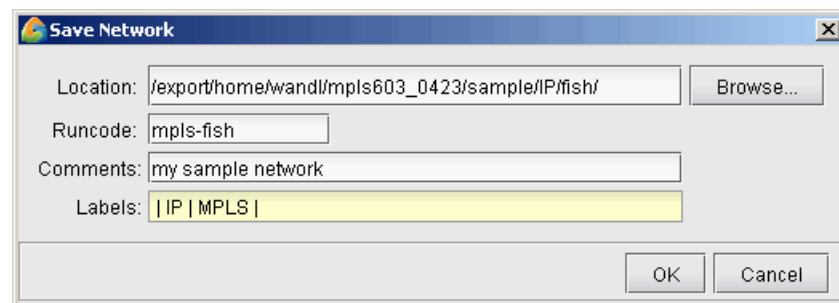 Save Network
Location: /export/home/wandl/mpls603_0423/sample/IP/fish/ Browse...
Runcode: mpls-fish
Comments: my sample network
Labels: | IP | MPLS |
OK Cancel